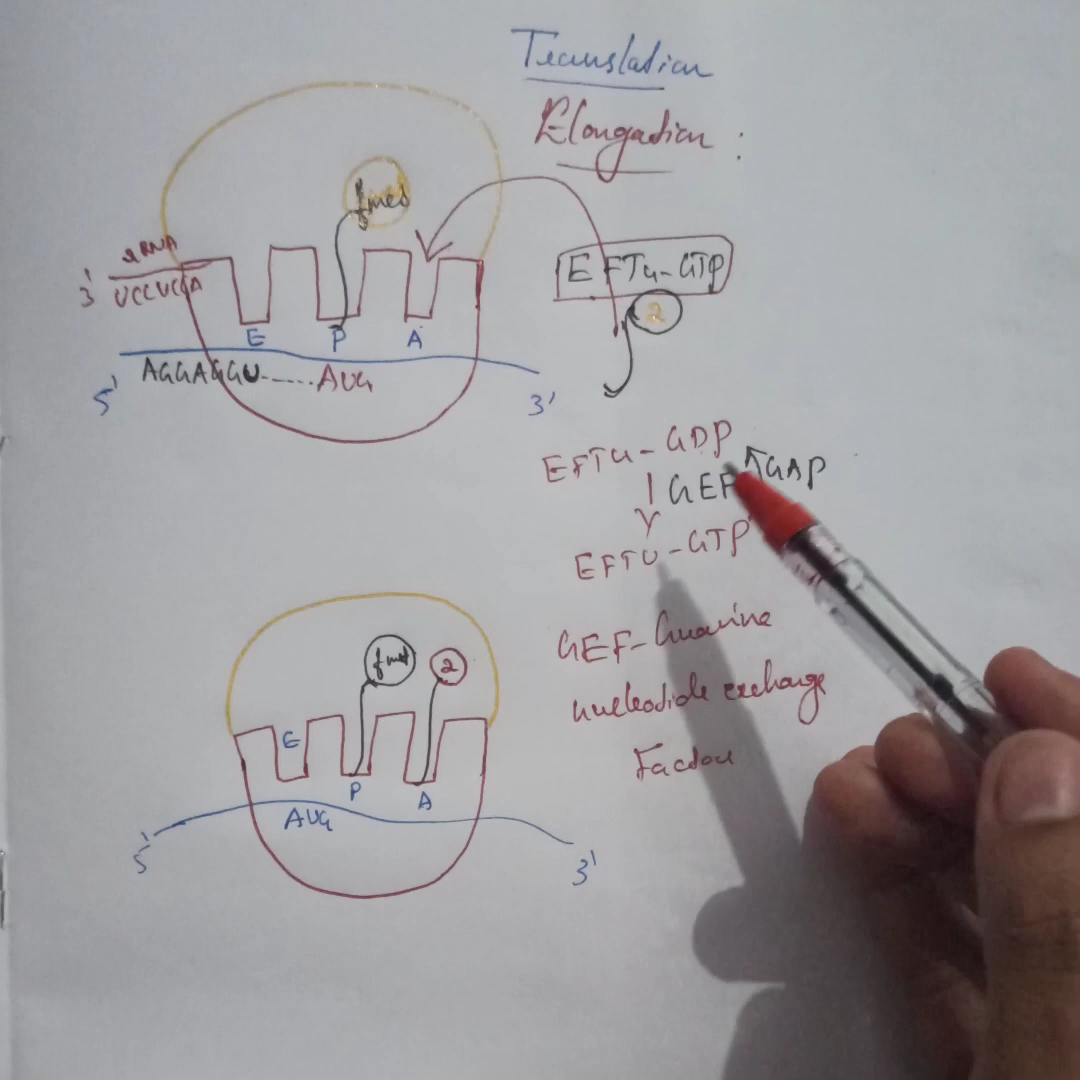 Translation
Elongation :
fmet
rRNA
3'
UCCUCCA
EFTu-GTP
2
E P A
AGGAGGU......AUG
5' 3'
EFTu-GDP
GEF GAP
EFTU-GTP
GEF-Guanine
nucleotide exchange
Factor
fmet 2
E
P A
AUG
5' 3'